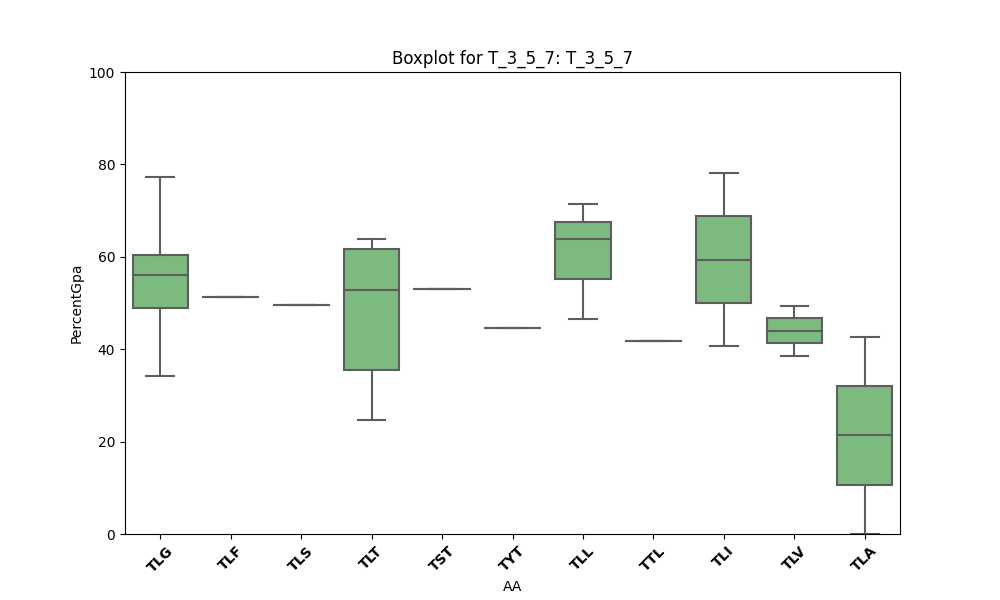 Boxplot for T_3_5_7: T_3_5_7
100
80
60
40
20
0
PercentGpa
TLG TLF TLS TLT TST TYT TLL TTL TLI TLV TLA
AA